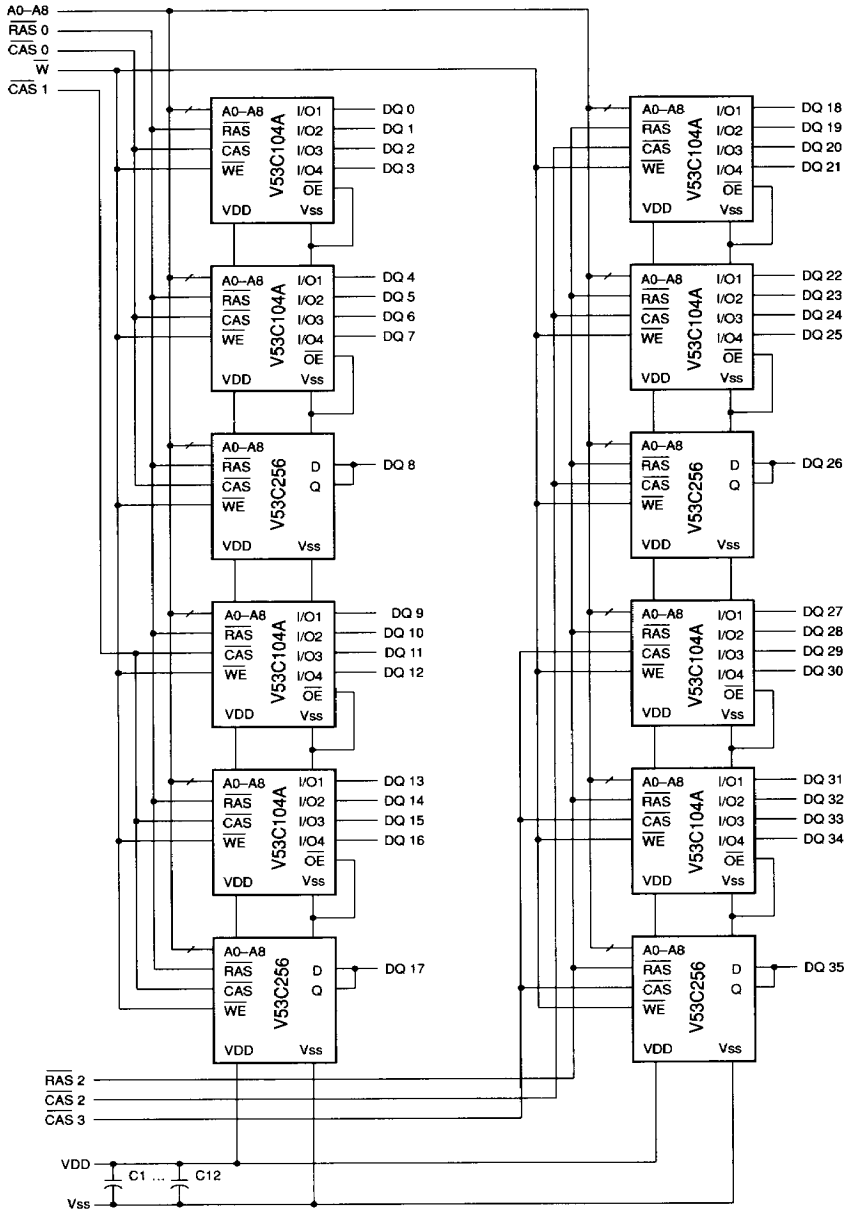 A0–A8
RAS 0
CAS 0
W
CAS 1
A0–A8 I/O1 DQ 0
RAS I/O2 DQ 1
CAS I/O3 DQ 2
WE I/O4 DQ 3
OE
VDD Vss
V53C104A
A0–A8 I/O1 DQ 4
RAS I/O2 DQ 5
CAS I/O3 DQ 6
WE I/O4 DQ 7
OE
VDD Vss
V53C104A
A0–A8
RAS D DQ 8
CAS Q
WE
VDD Vss
V53C256
A0–A8 I/O1 DQ 9
RAS I/O2 DQ 10
CAS I/O3 DQ 11
WE I/O4 DQ 12
OE
VDD Vss
V53C104A
A0–A8 I/O1 DQ 13
RAS I/O2 DQ 14
CAS I/O3 DQ 15
WE I/O4 DQ 16
OE
VDD Vss
V53C104A
A0–A8
RAS D DQ 17
CAS Q
WE
VDD Vss
V53C256
A0–A8 I/O1 DQ 18
RAS I/O2 DQ 19
CAS I/O3 DQ 20
WE I/O4 DQ 21
OE
VDD Vss
V53C104A
A0–A8 I/O1 DQ 22
RAS I/O2 DQ 23
CAS I/O3 DQ 24
WE I/O4 DQ 25
OE
VDD Vss
V53C104A
A0–A8
RAS D DQ 26
CAS Q
WE
VDD Vss
V53C256
A0–A8 I/O1 DQ 27
RAS I/O2 DQ 28
CAS I/O3 DQ 29
WE I/O4 DQ 30
OE
VDD Vss
V53C104A
A0–A8 I/O1 DQ 31
RAS I/O2 DQ 32
CAS I/O3 DQ 33
WE I/O4 DQ 34
OE
VDD Vss
V53C104A
A0–A8
RAS D DQ 35
CAS Q
WE
VDD Vss
V53C256
RAS 2
CAS 2
CAS 3
VDD
C1 ... C12
Vss